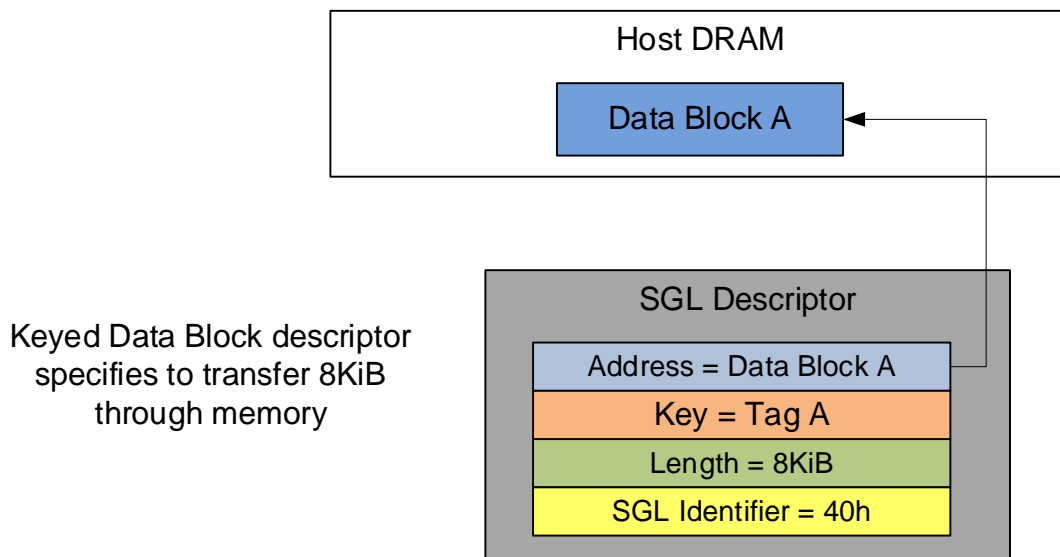 Host DRAM
Data Block A
SGL Descriptor
Keyed Data Block descriptor
specifies to transfer 8KiB
through memory
Address = Data Block A
Key = Tag A
Length = 8KiB
SGL Identifier = 40h